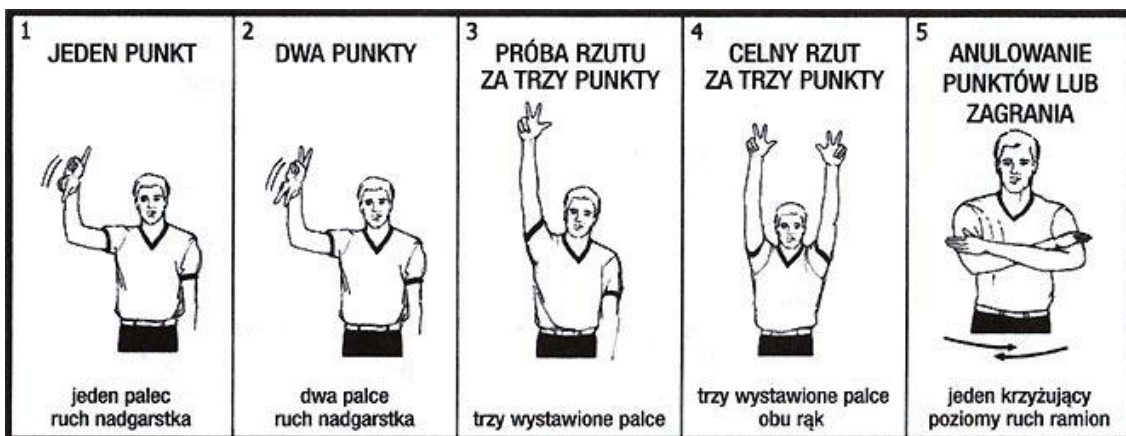 1
JEDEN PUNKT
jeden palec
ruch nadgarstka
2
DWA PUNKTY
dwa palce
ruch nadgarstka
3
PRÓBA RZUTU
ZA TRZY PUNKTY
trzy wystawione palce
4
CELNY RZUT
ZA TRZY PUNKTY
trzy wystawione palce
obu rąk
5
ANULOWANIE
PUNKTÓW LUB
ZAGRANIA
jeden krzyżujący
poziomy ruch ramion